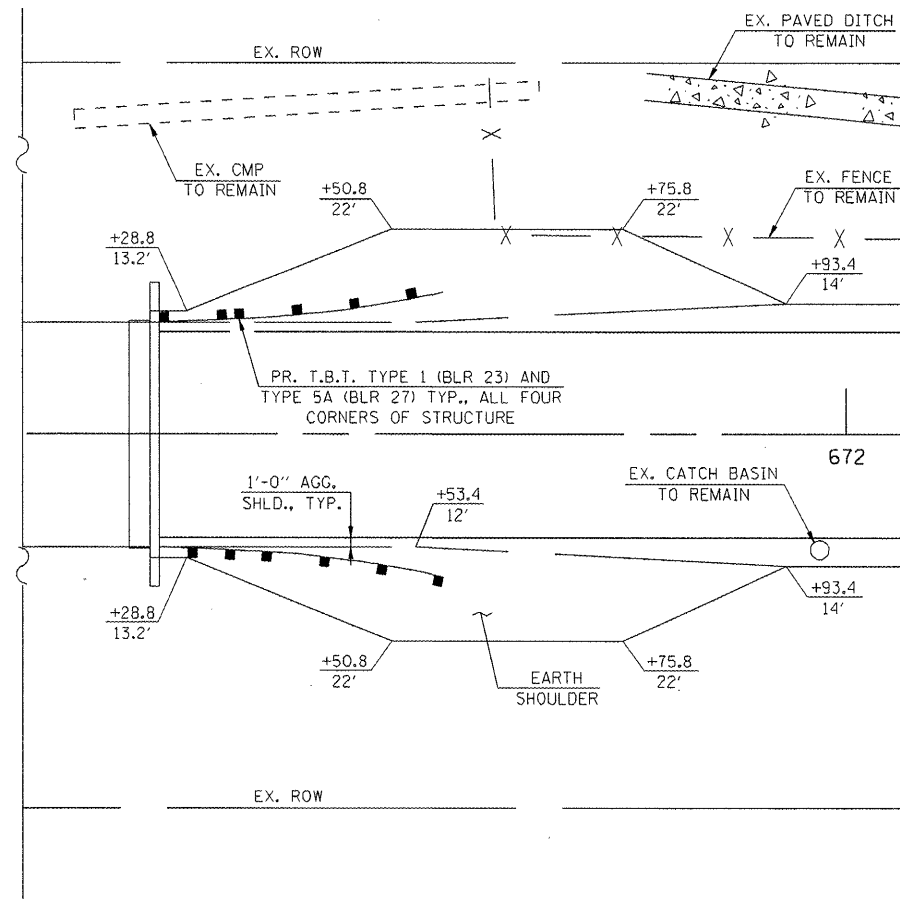 EX. PAVED DITCH
TO REMAIN
EX. ROW
EX. CMP
TO REMAIN
+50.8
22'
+75.8
22'
EX. FENCE
TO REMAIN
+28.8
13.2'
+93.4
14'
PR. T.B.T. TYPE 1 (BLR 23) AND
TYPE 5A (BLR 27) TYP., ALL FOUR
CORNERS OF STRUCTURE
672
1'-0" AGG.
SHLD., TYP.
+53.4
12'
EX. CATCH BASIN
TO REMAIN
+28.8
13.2'
+93.4
14'
+50.8
22'
+75.8
22'
EARTH
SHOULDER
EX. ROW